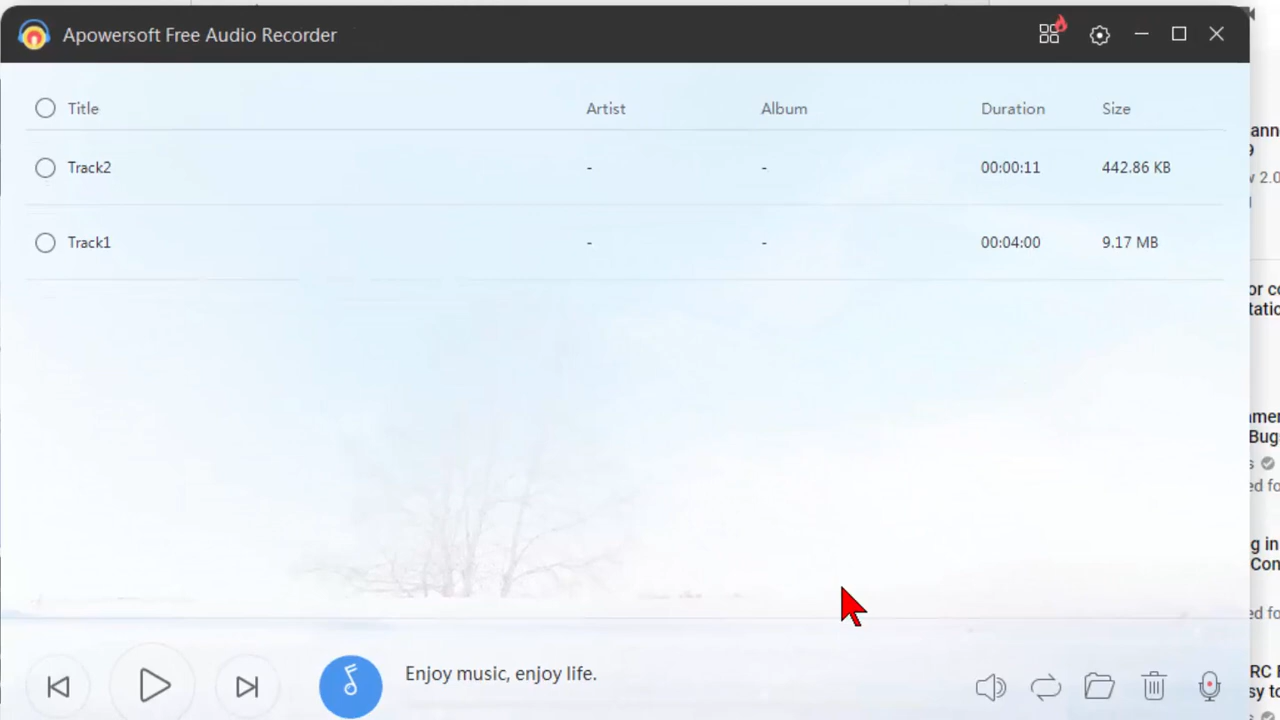 Apowersoft Free Audio Recorder
Title Artist Album Duration Size
Track2 - - 00:00:11 442.86 KB
Track1 - - 00:04:00 9.17 MB
Enjoy music, enjoy life.